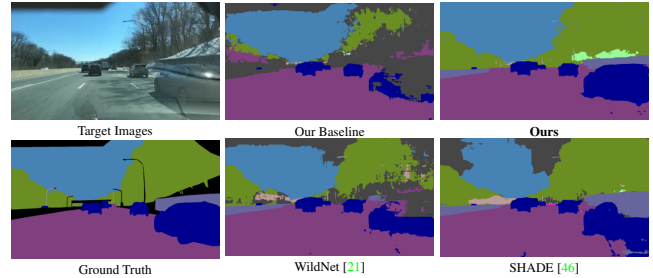 Target Images
Our Baseline
Ours
Ground Truth
WildNet [21]
SHADE [46]